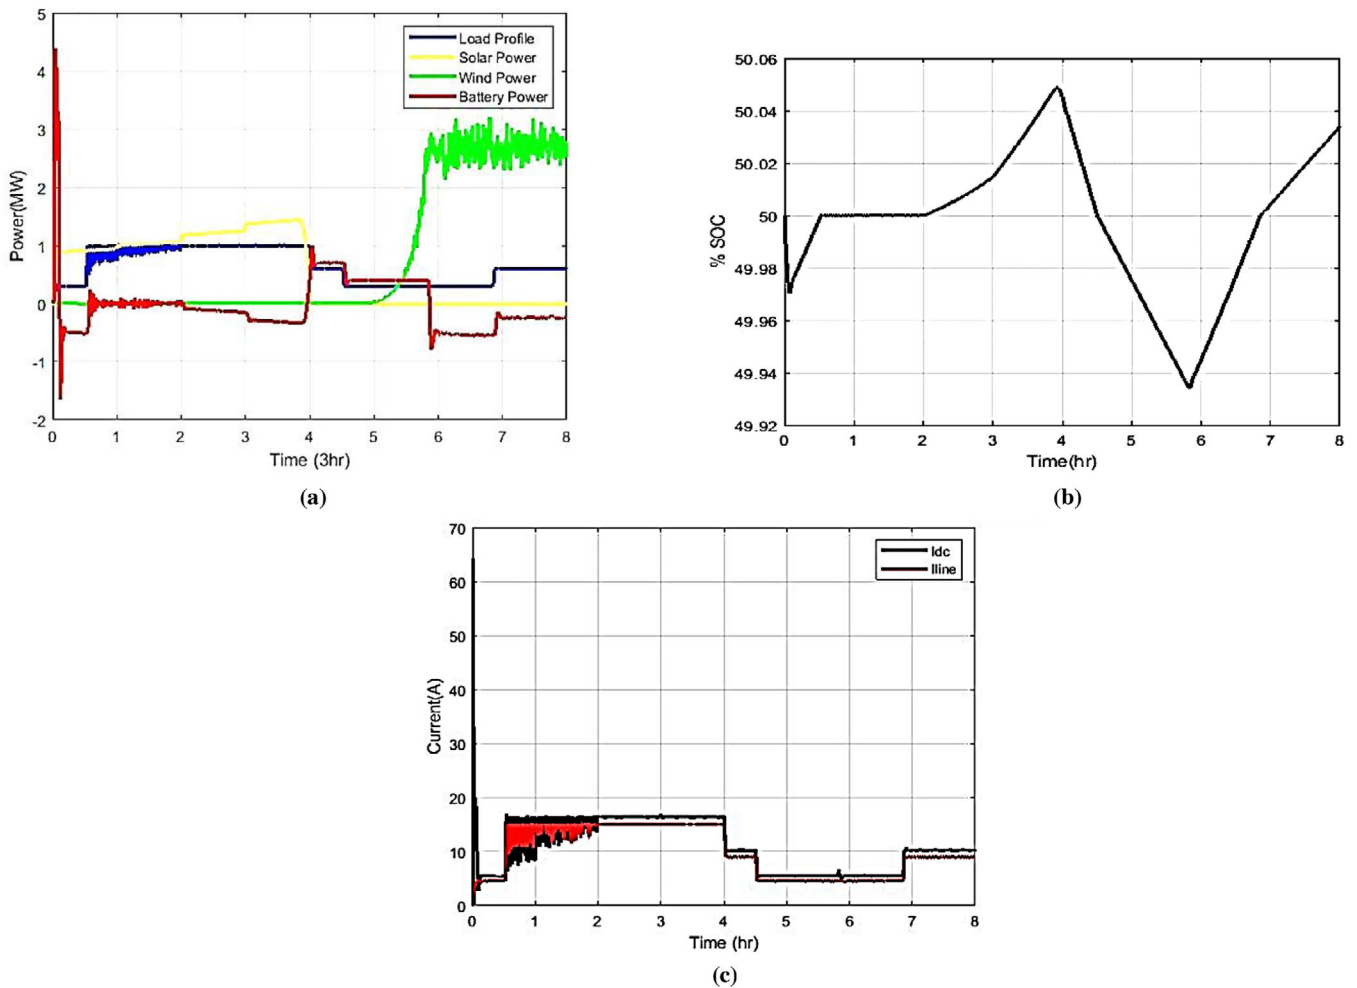 5
4
3
2
1
0
-1
-2
Power(MW)
Load Profile
Solar Power
Wind Power
Battery Power
0 1 2 3 4 5 6 7 8
Time (3hr)
(a)
50.06
50.04
50.02
50
49.98
49.96
49.94
49.92
% SOC
0 1 2 3 4 5 6 7 8
Time(hr)
(b)
70
60
50
40
30
20
10
0
Current(A)
Idc
Iline
0 1 2 3 4 5 6 7 8
Time (hr)
(c)